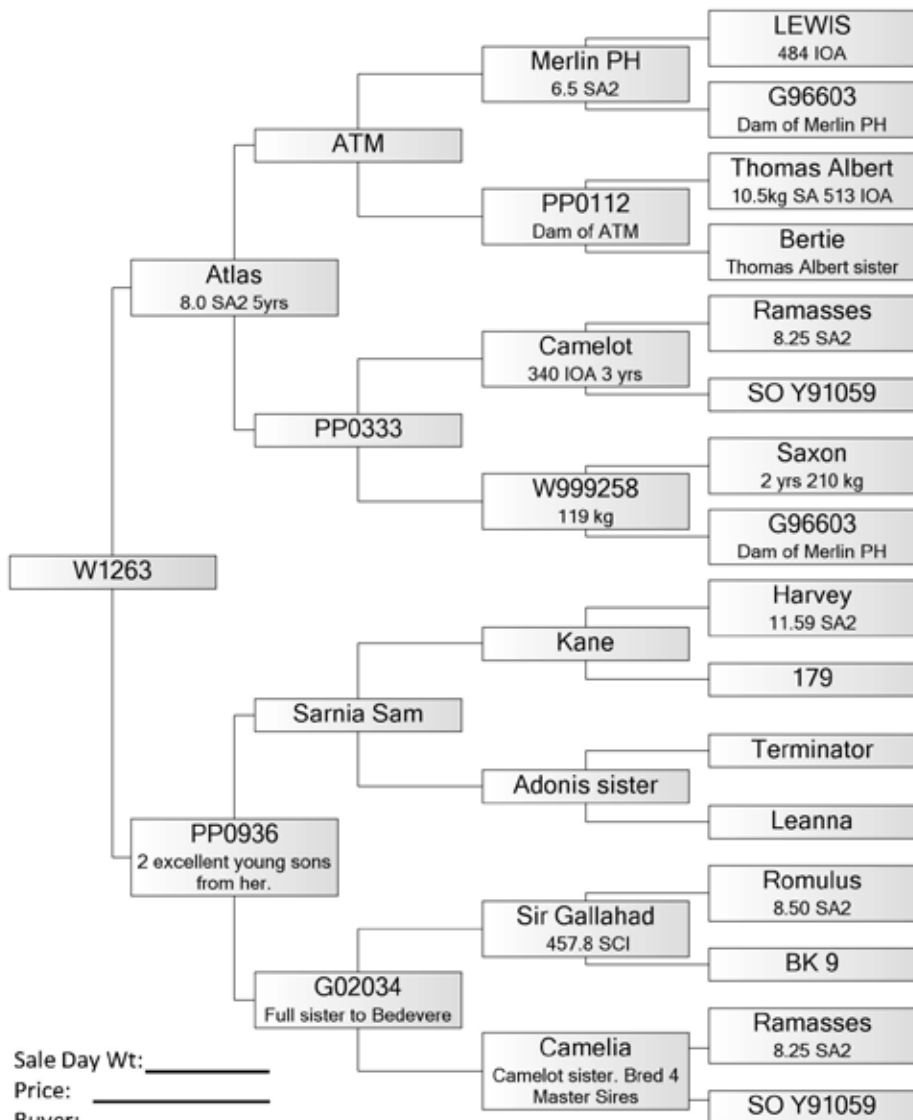 LEWIS
484 IOA
Merlin PH
6.5 SA2
G96603
Dam of Merlin PH
ATM
Thomas Albert
10.5kg SA 513 IOA
PP0112
Dam of ATM
Bertie
Thomas Albert sister
Atlas
8.0 SA2 5yrs
Ramasses
8.25 SA2
Camelot
340 IOA 3 yrs
SO Y91059
PP0333
Saxon
2 yrs 210 kg
W999258
119 kg
G96603
Dam of Merlin PH
W1263
Harvey
11.59 SA2
Kane
179
Sarnia Sam
Terminator
Adonis sister
Leanna
PP0936
2 excellent young sons
from her.
Romulus
8.50 SA2
Sir Gallahad
457.8 SCI
BK 9
G02034
Full sister to Bedevere
Ramasses
8.25 SA2
Camelia
Camelot sister. Bred 4
Master Sires
SO Y91059
Sale Day Wt:
Price:
Buyer: